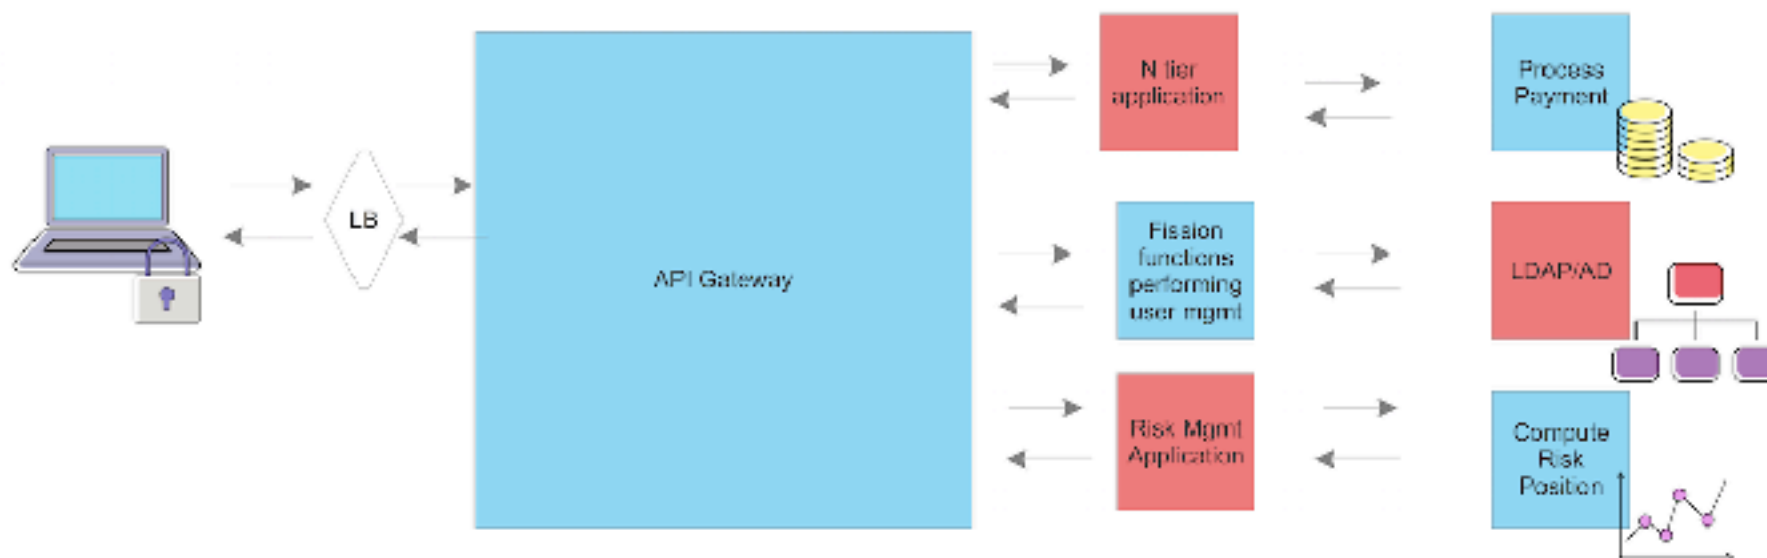 LB
API Gateway
N tier
application
Process
Payment
Fission
functions
performing
user mgmt
LDAP/AD
Risk Mgmt
Application
Compute
Risk
Position